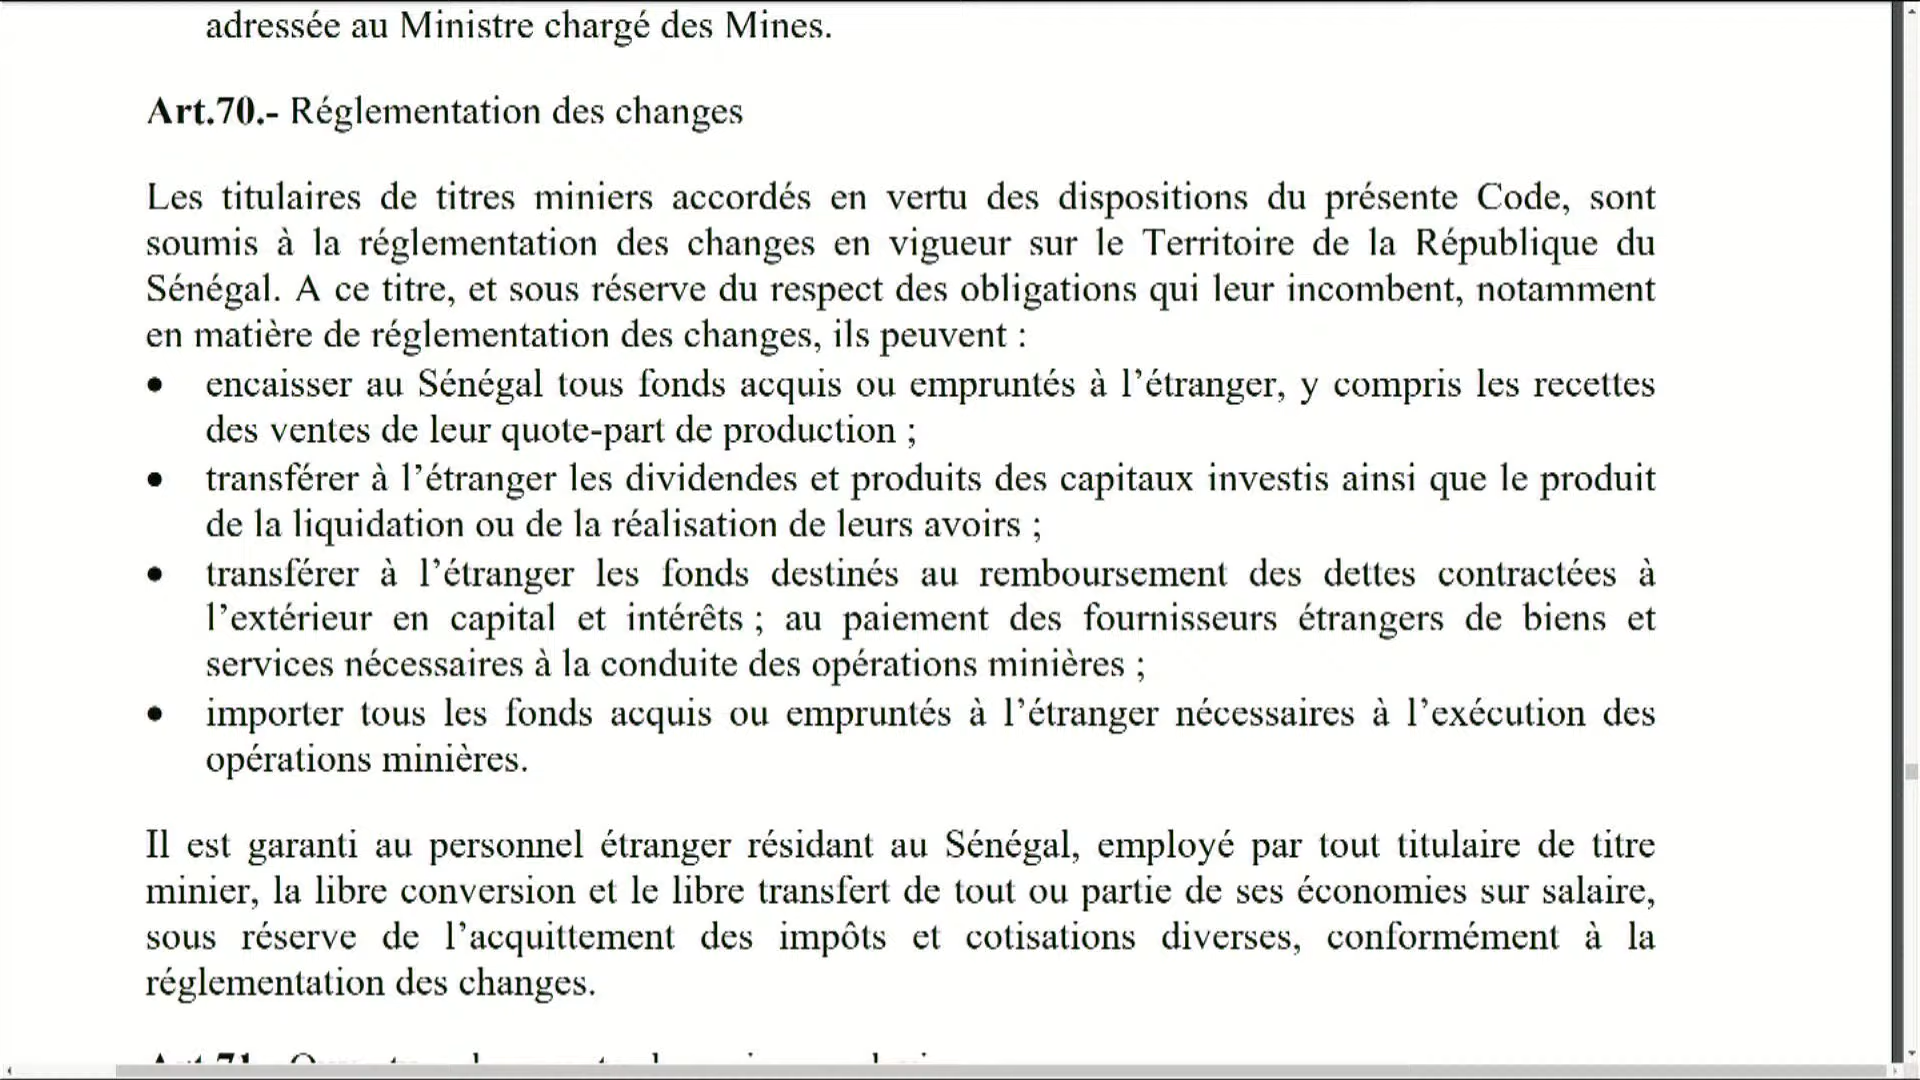 adressée au Ministre chargé des Mines.
Art.70.- Réglementation des changes
Les titulaires de titres miniers accordés en vertu des dispositions du présente Code, sont
soumis à la réglementation des changes en vigueur sur le Territoire de la République du
Sénégal. A ce titre, et sous réserve du respect des obligations qui leur incombent, notamment
en matière de réglementation des changes, ils peuvent :
• encaisser au Sénégal tous fonds acquis ou empruntés à l’étranger, y compris les recettes
des ventes de leur quote-part de production ;
• transférer à l’étranger les dividendes et produits des capitaux investis ainsi que le produit
de la liquidation ou de la réalisation de leurs avoirs ;
• transférer à l’étranger les fonds destinés au remboursement des dettes contractées à
l’extérieur en capital et intérêts ; au paiement des fournisseurs étrangers de biens et
services nécessaires à la conduite des opérations minières ;
• importer tous les fonds acquis ou empruntés à l’étranger nécessaires à l’exécution des
opérations minières.
Il est garanti au personnel étranger résidant au Sénégal, employé par tout titulaire de titre
minier, la libre conversion et le libre transfert de tout ou partie de ses économies sur salaire,
sous réserve de l’acquittement des impôts et cotisations diverses, conformément à la
réglementation des changes.
Art.71